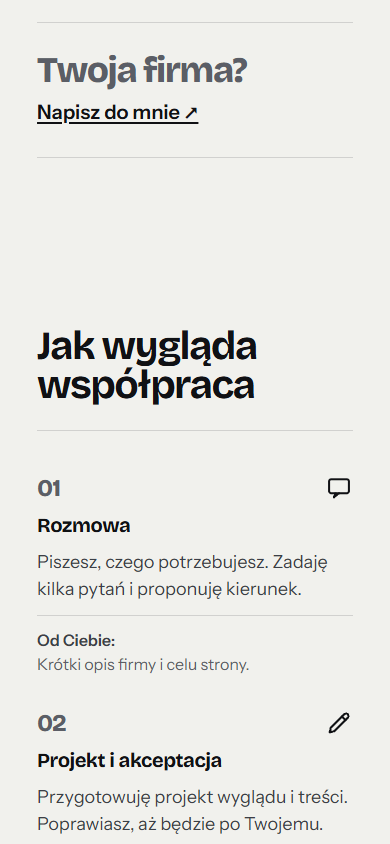 Twoja firma?
Napisz do mnie ↗
Jak wygląda
współpraca
01
Rozmowa
Piszesz, czego potrzebujesz. Zadaję
kilka pytań i proponuję kierunek.
Od Ciebie:
Krótki opis firmy i celu strony.
02
Projekt i akceptacja
Przygotowuję projekt wyglądu i treści.
Poprawiasz, aż będzie po Twojemu.